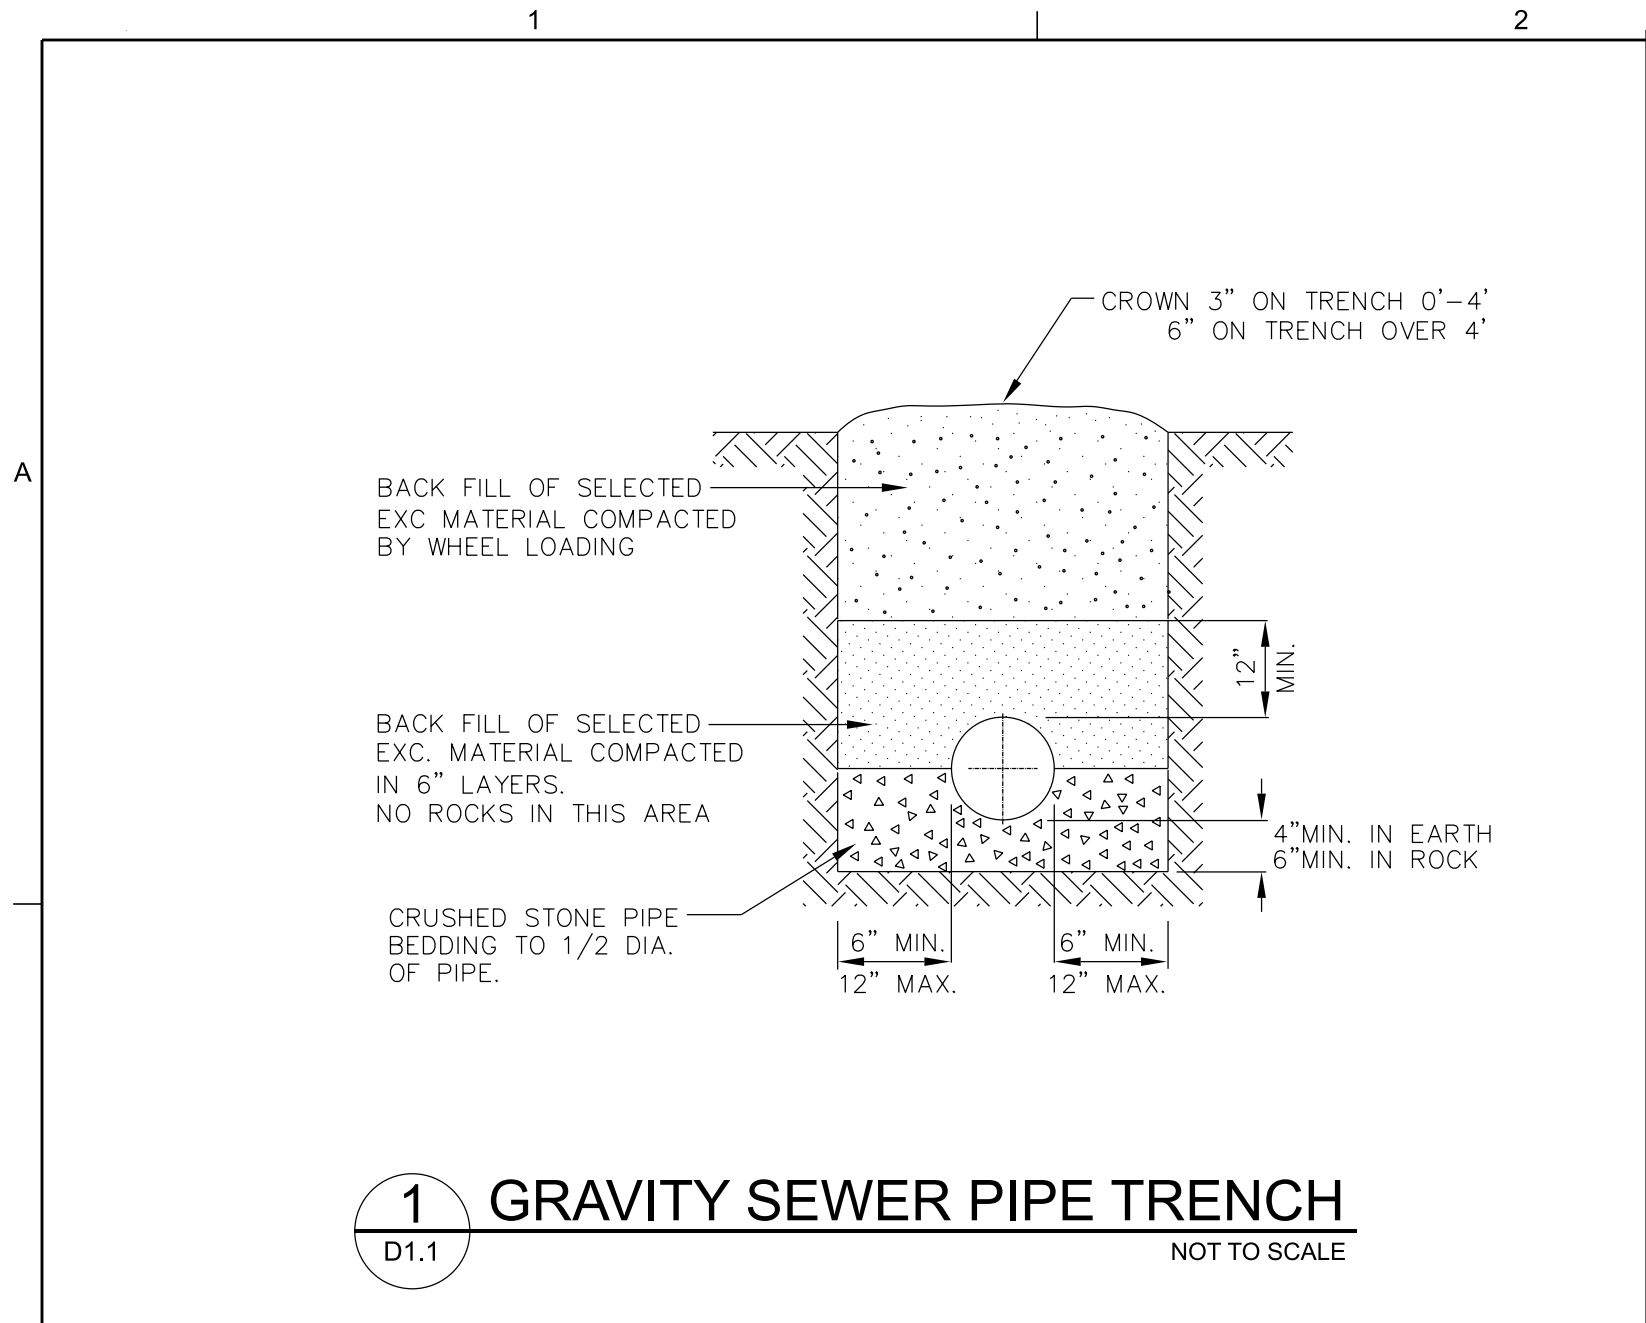 1
2
A
CROWN 3" ON TRENCH 0'-4'
6" ON TRENCH OVER 4'
BACK FILL OF SELECTED
EXC MATERIAL COMPACTED
BY WHEEL LOADING
12"
MIN.
BACK FILL OF SELECTED
EXC. MATERIAL COMPACTED
IN 6" LAYERS.
NO ROCKS IN THIS AREA
4"MIN. IN EARTH
6"MIN. IN ROCK
CRUSHED STONE PIPE
BEDDING TO 1/2 DIA.
OF PIPE.
6" MIN.
12" MAX.
6" MIN.
12" MAX.
1
D1.1
GRAVITY SEWER PIPE TRENCH
NOT TO SCALE